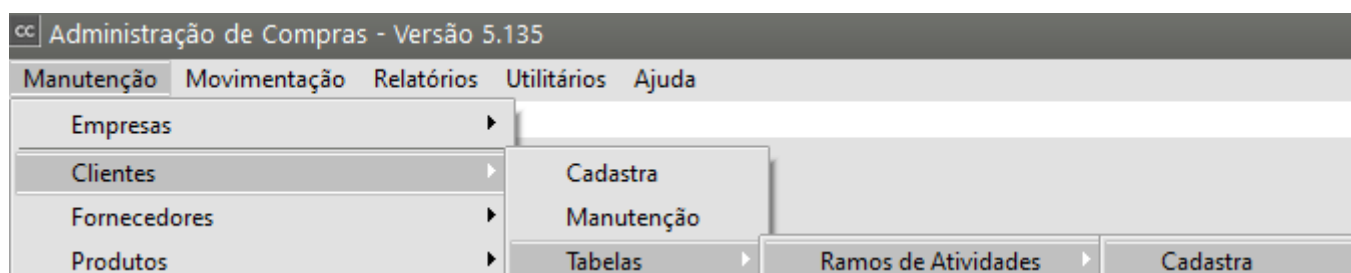 CC Administração de Compras - Versão 5.135
Manutenção Movimentação Relatórios Utilitários Ajuda
Empresas
Clientes Cadastra
Fornecedores Manutenção
Produtos Tabelas Ramos de Atividades Cadastra